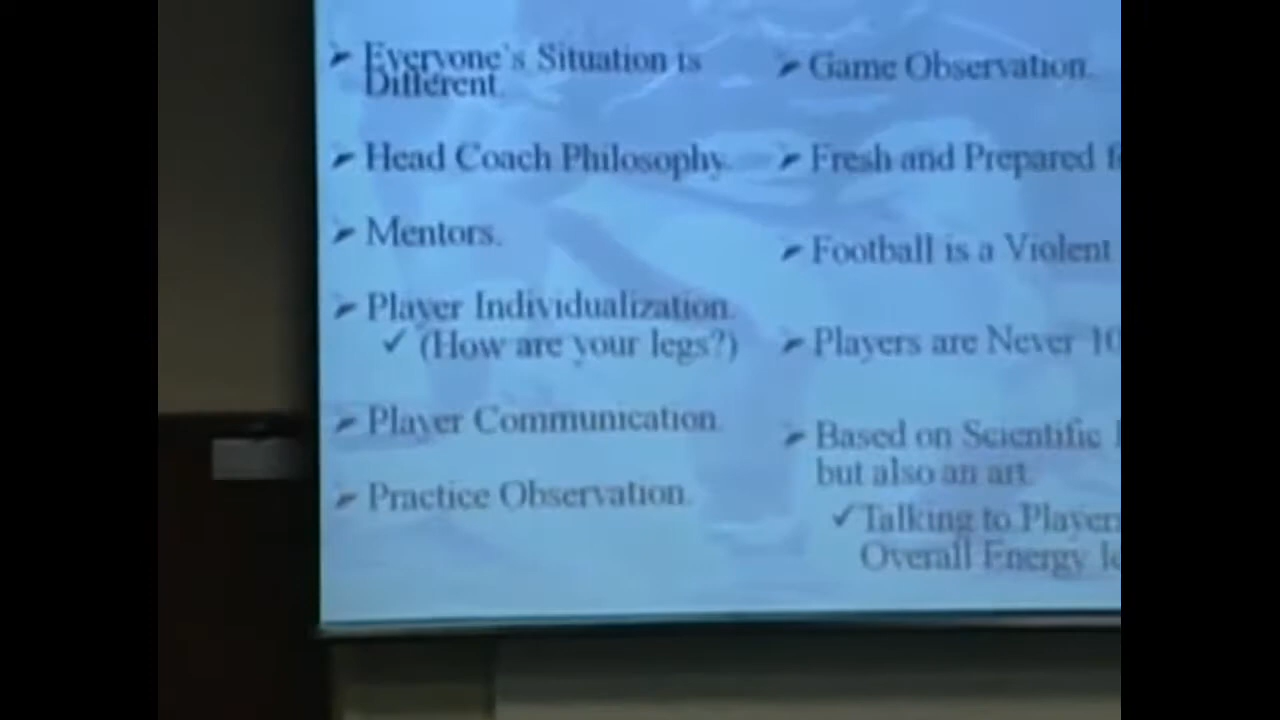 ➢ Everyone's Situation is
Different.
➢ Head Coach Philosophy.
➢ Mentors.
➢ Player Individualization.
✓ (How are your legs?)
➢ Player Communication.
➢ Practice Observation.
➢ Game Observation.
➢ Fresh and Prepared f
➢ Football is a Violent
➢ Players are Never 10
➢ Based on Scientific
but also an art.
✓ Talking to Players
Overall Energy le